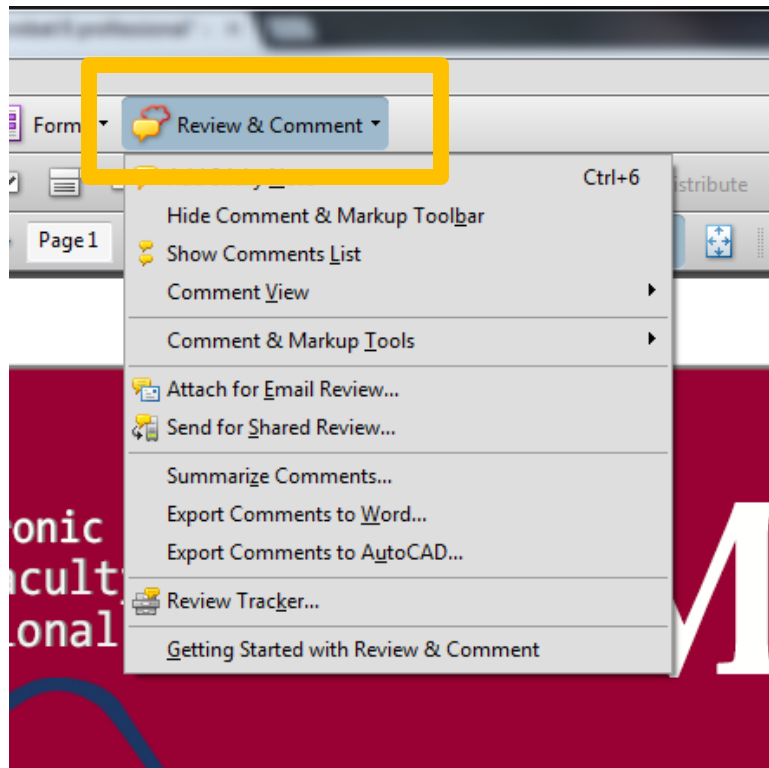 Form
Review & Comment
Ctrl+6
istribute
Page 1
Hide Comment & Markup Toolbar
Show Comments List
Comment View
Comment & Markup Tools
Attach for Email Review...
Send for Shared Review...
Summarize Comments...
Export Comments to Word...
Export Comments to AutoCAD...
Review Tracker...
Getting Started with Review & Comment
onic
acult
ional
M